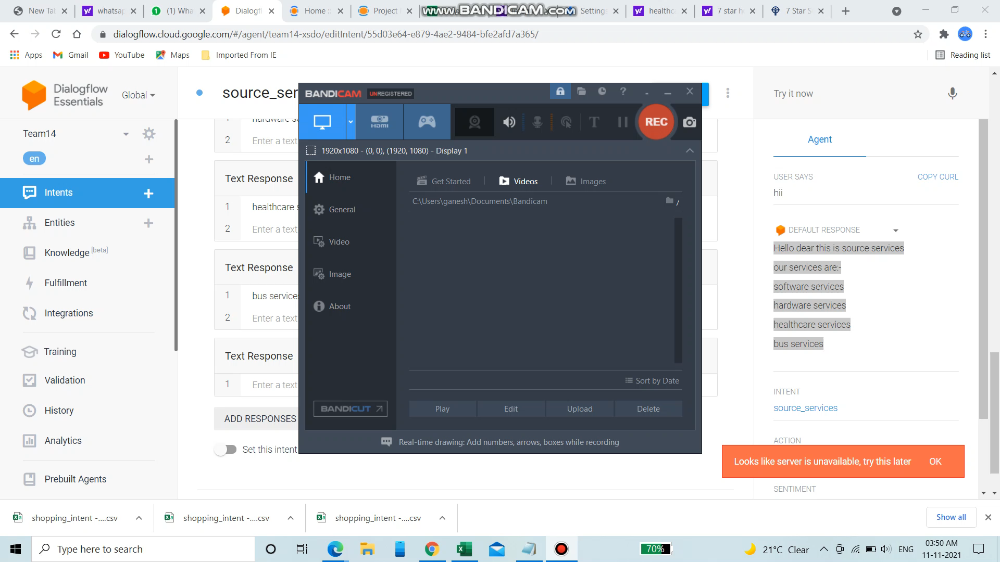 New Tal
whatsap
(1) Wha
Dialogfl
Home ::
Project
www.BANDICAM.com
Setting
healthc
7 star h
7 Star S
dialogflow.cloud.google.com/#/agent/team14-xsdo/editIntent/55d03e64-e879-4ae2-9484-bfe2afd7a365/
Apps
Gmail
YouTube
Maps
Imported From IE
Reading list
Dialogflow
Essentials
Global
Team14
en
Intents
Entities
Knowledge [beta]
Fulfillment
Integrations
Training
Validation
History
Analytics
Prebuilt Agents
source_ser
hardware se
2 Enter a text
Text Response
1 healthcare s
2 Enter a text
Text Response
1 bus services
2 Enter a text
Text Response
1 Enter a text
ADD RESPONSES
Set this intent
BANDICAM UNREGISTERED
HDMI
T
REC
1920x1080 - (0, 0), (1920, 1080) - Display 1
Home
General
Video
Image
About
BANDICUT
Get Started
Videos
Images
C:\Users\ganesh\Documents\Bandicam
/
Sort by Date
Play
Edit
Upload
Delete
Real-time drawing: Add numbers, arrows, boxes while recording
Try it now
Agent
USER SAYS
COPY CURL
hii
DEFAULT RESPONSE
Hello dear this is source services
our services are:-
software services
hardware services
healthcare services
bus services
INTENT
source_services
ACTION
Looks like server is unavailable, try this later OK
SENTIMENT
shopping_intent -....csv
shopping_intent -....csv
shopping_intent -....csv
Show all
Type here to search
70%
21°C Clear
ENG
03:50 AM
11-11-2021